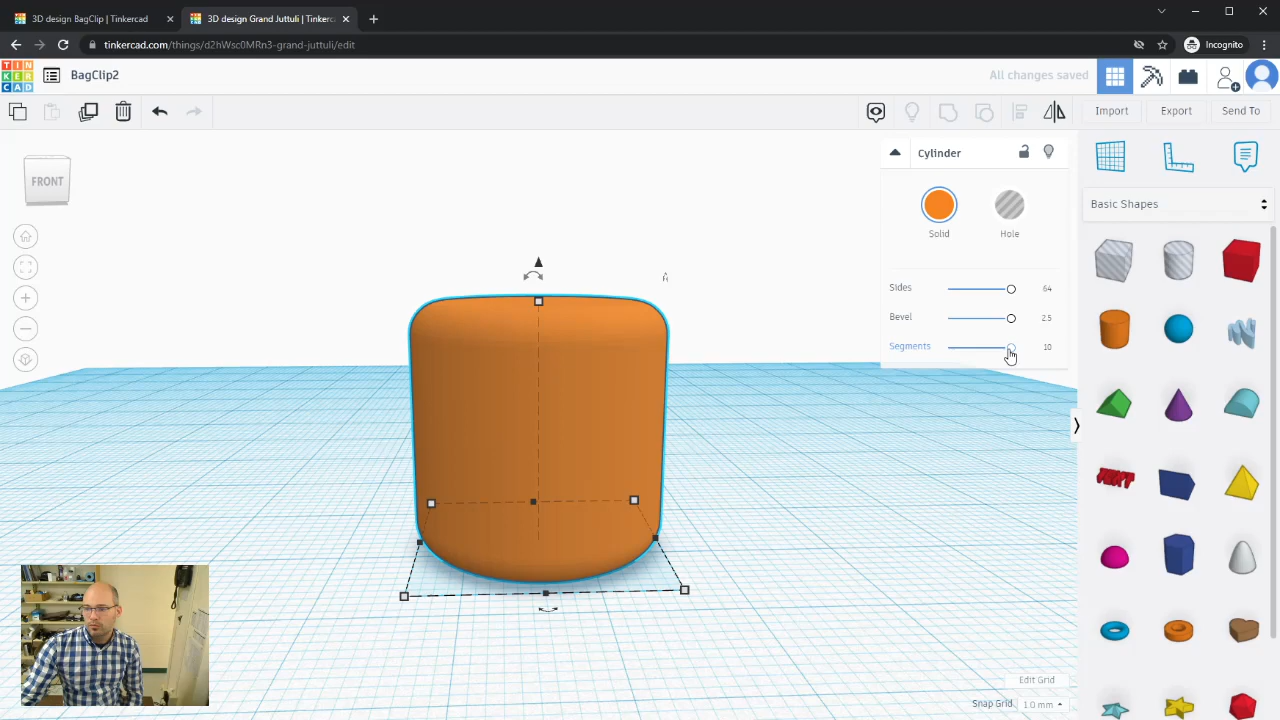 3D design BagClip | Tinkercad
3D design Grand Juttuli | Tinkerc
tinkercad.com/things/d2hWsc0MRn3-grand-juttuli/edit
Incognito
TIN
KER
CAD
BagClip2
All changes saved
Import
Export
Send To
FRONT
Cylinder
Solid
Hole
Sides
64
Bevel
2.5
Segments
10
Basic Shapes
TEXT
Edit Grid
Snap Grid
1.0 mm